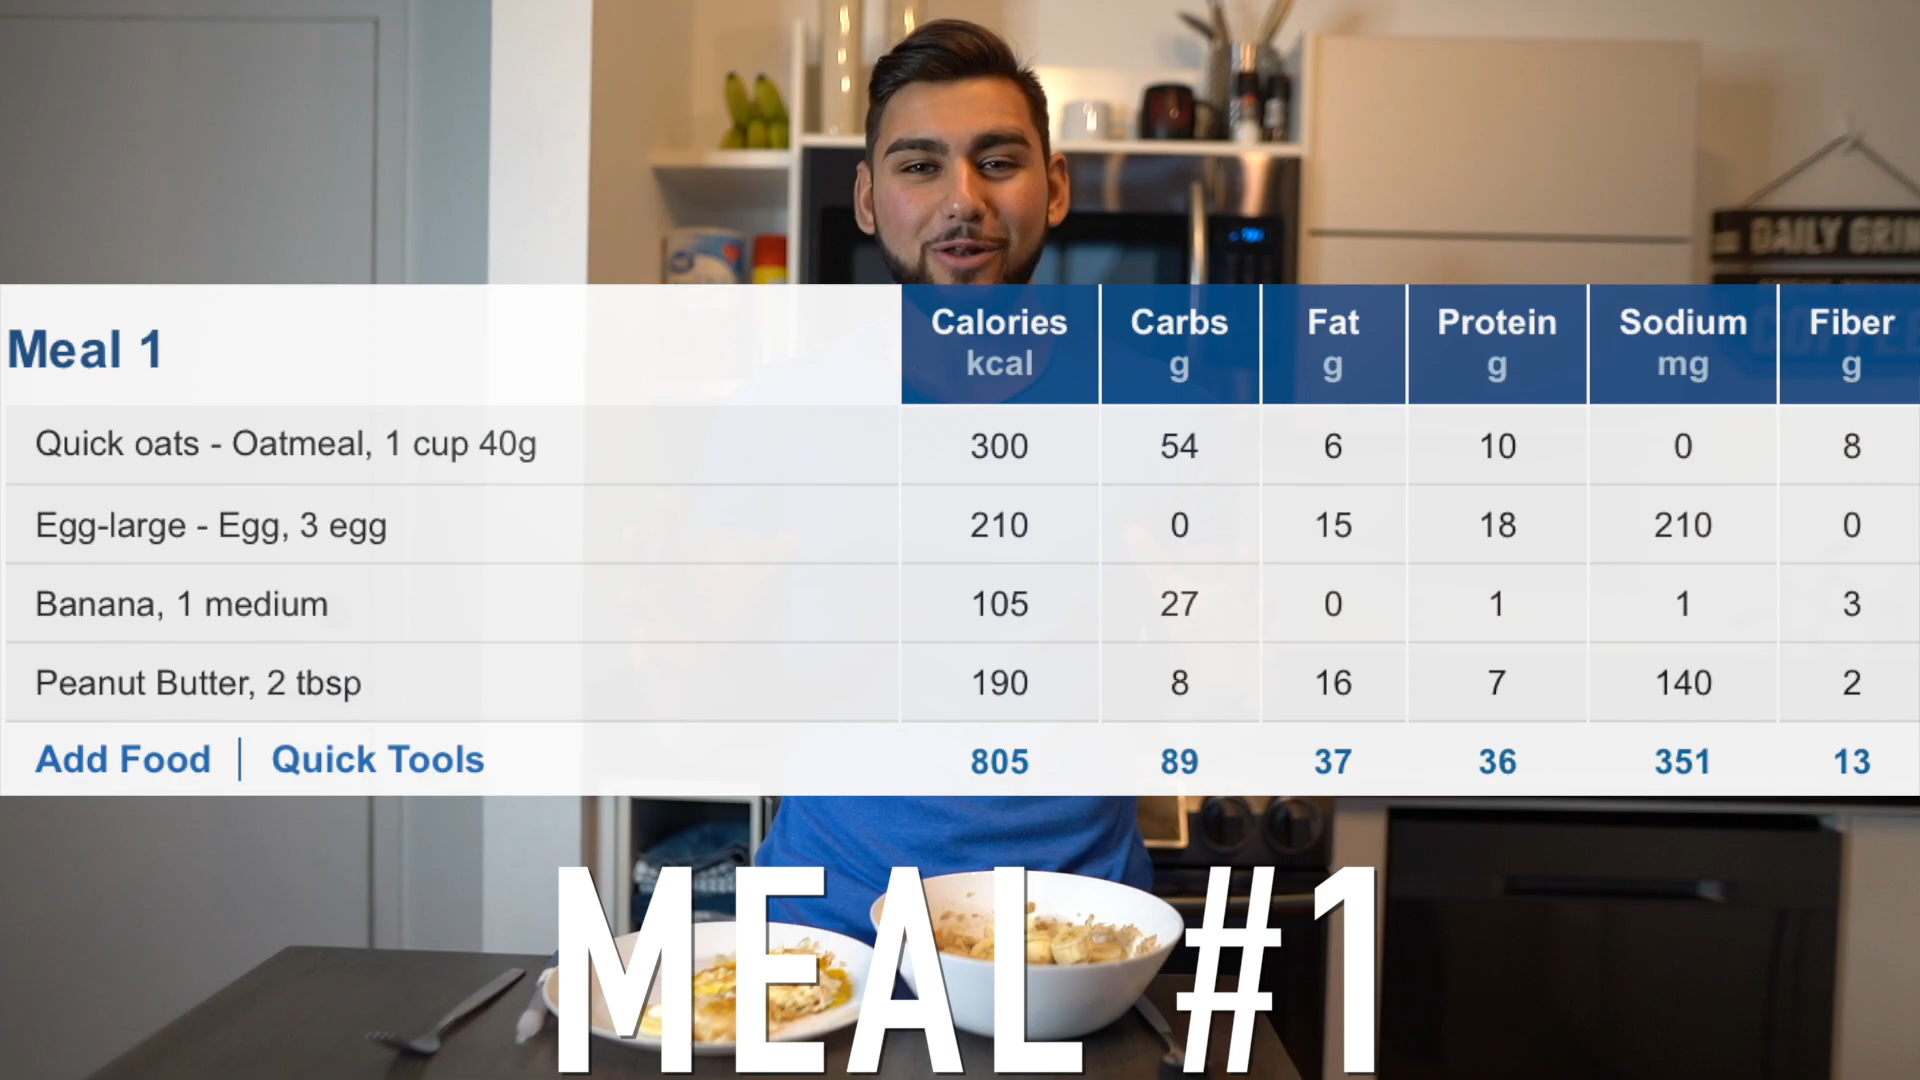 DAILY GRIN
Meal 1
Calories Carbs Fat Protein Sodium Fiber
kcal g g g mg g
Quick oats - Oatmeal, 1 cup 40g 300 54 6 10 0 8
Egg-large - Egg, 3 egg 210 0 15 18 210 0
Banana, 1 medium 105 27 0 1 1 3
Peanut Butter, 2 tbsp 190 8 16 7 140 2
Add Food | Quick Tools 805 89 37 36 351 13
MEAL #1